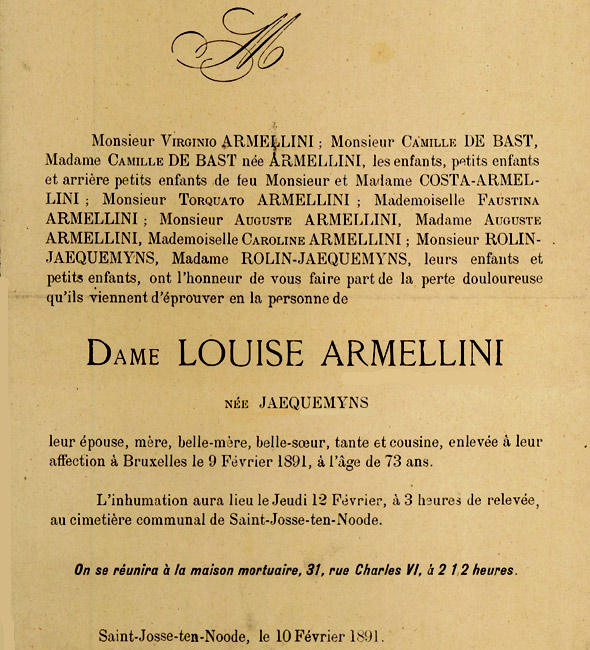 M
Monsieur Virginio ARMELLINI ; Monsieur Camille DE BAST,
Madame Camille DE BAST née ARMELLINI, les enfants, petits enfants
et arrière petits enfants de feu Monsieur et Madame COSTA-ARMEL-
LINI ; Monsieur Torquato ARMELLINI ; Mademoiselle Faustina
ARMELLINI ; Monsieur Auguste ARMELLINI, Madame Auguste
ARMELLINI, Mademoiselle Caroline ARMELLINI ; Monsieur ROLIN-
JAEQUEMYNS, Madame ROLIN-JAEQUEMYNS, leurs enfants et
petits enfants, ont l'honneur de vous faire part de la perte douloureuse
qu'ils viennent d'éprouver en la personne de
Dame LOUISE ARMELLINI
née JAEQUEMYNS
leur épouse, mère, belle-mère, belle-sœur, tante et cousine, enlevée à leur
affection à Bruxelles le 9 Février 1891, à l'âge de 73 ans.
L'inhumation aura lieu le Jeudi 12 Février, à 3 heures de relevée,
au cimetière communal de Saint-Josse-ten-Noode.
On se réunira à la maison mortuaire, 31, rue Charles VI, à 2 1 2 heures.
Saint-Josse-ten-Noode, le 10 Février 1891.